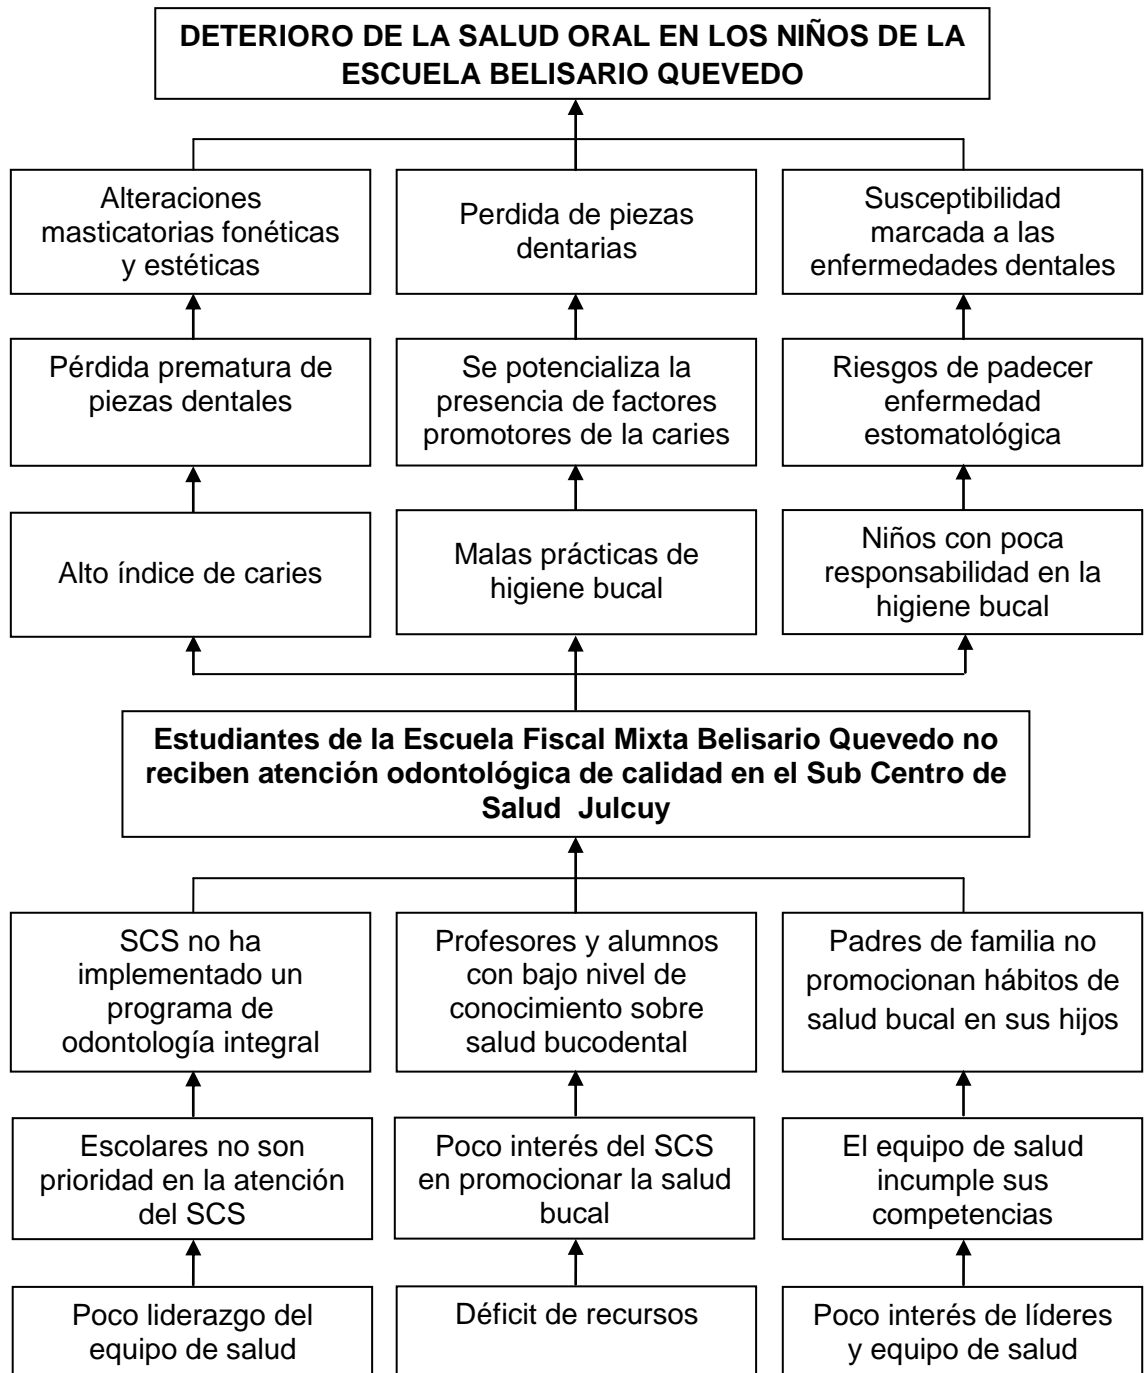 DETERIORO DE LA SALUD ORAL EN LOS NIÑOS DE LA
ESCUELA BELISARIO QUEVEDO
Alteraciones
masticatorias fonéticas
y estéticas
Perdida de piezas
dentarias
Susceptibilidad
marcada a las
enfermedades dentales
Pérdida prematura de
piezas dentales
Se potencializa la
presencia de factores
promotores de la caries
Riesgos de padecer
enfermedad
estomatológica
Alto índice de caries
Malas prácticas de
higiene bucal
Niños con poca
responsabilidad en la
higiene bucal
Estudiantes de la Escuela Fiscal Mixta Belisario Quevedo no
reciben atención odontológica de calidad en el Sub Centro de
Salud  Julcuy
SCS no ha
implementado un
programa de
odontología integral
Profesores y alumnos
con bajo nivel de
conocimiento sobre
salud bucodental
Padres de familia no
promocionan hábitos de
salud bucal en sus hijos
Escolares no son
prioridad en la atención
del SCS
Poco interés del SCS
en promocionar la salud
bucal
El equipo de salud
incumple sus
competencias
Poco liderazgo del
equipo de salud
Déficit de recursos
Poco interés de líderes
y equipo de salud